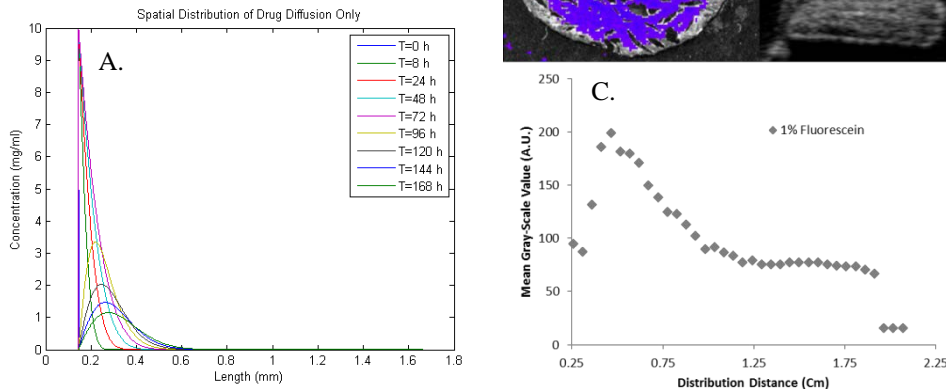 Spatial Distribution of Drug Diffusion Only
A.
10
9
8
7
6
5
4
3
2
1
0
Concentration (mg/ml)
T=0 h
T=8 h
T=24 h
T=48 h
T=72 h
T=96 h
T=120 h
T=144 h
T=168 h
0 0.2 0.4 0.6 0.8 1 1.2 1.4 1.6 1.8
Length (mm)
C.
250
200
150
100
50
0
Mean Gray-Scale Value (A.U.)
1% Fluorescein
0.25 0.75 1.25 1.75 2.25
Distribution Distance (Cm)